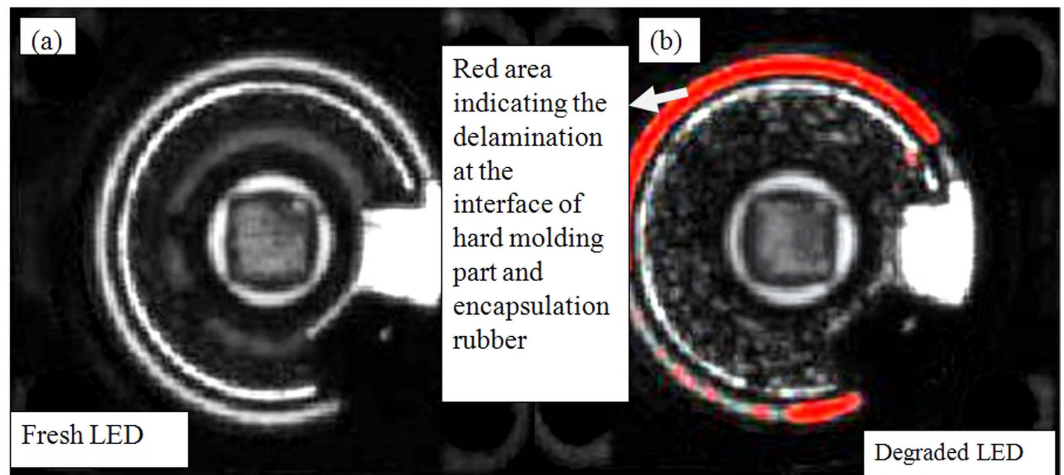 (a)
Fresh LED
Red area
indicating the
delamination
at the
interface of
hard molding
part and
encapsulation
rubber
(b)
Degraded LED